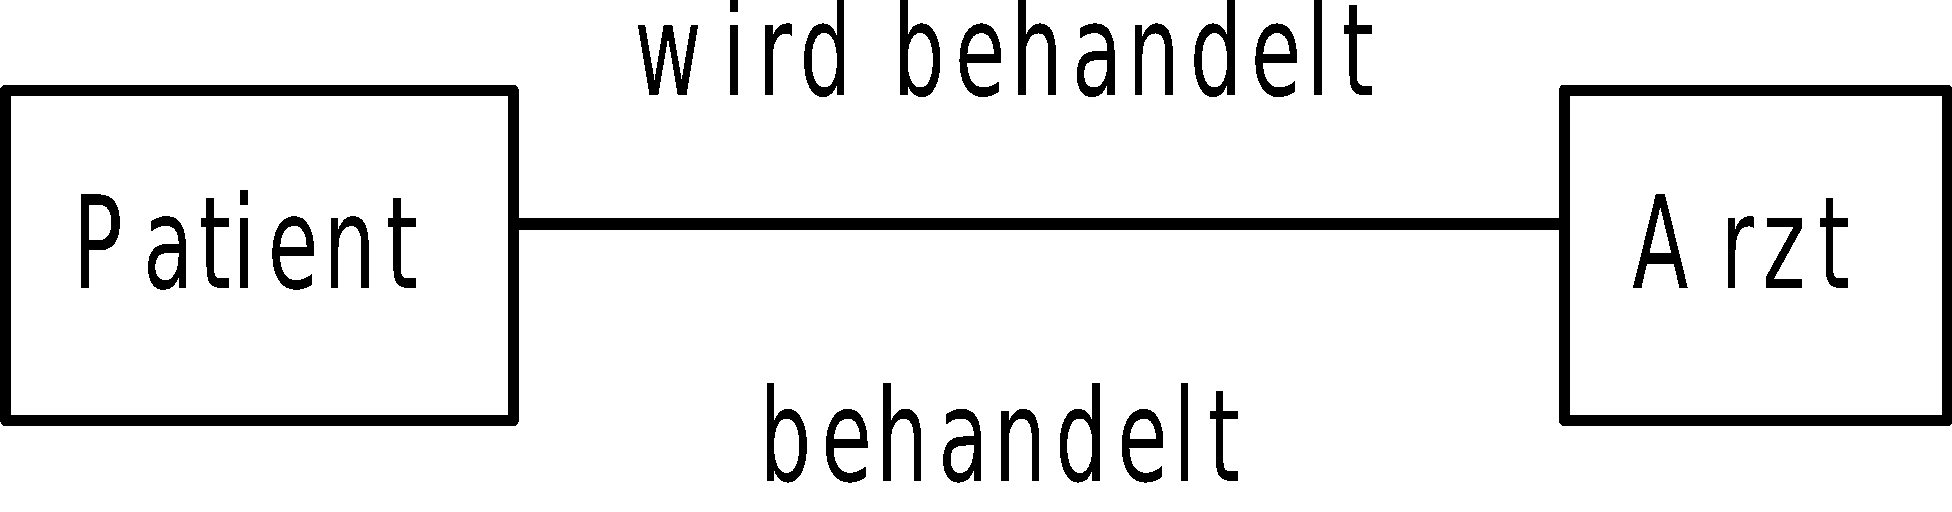 wird behandelt
Patient
Arzt
behandelt